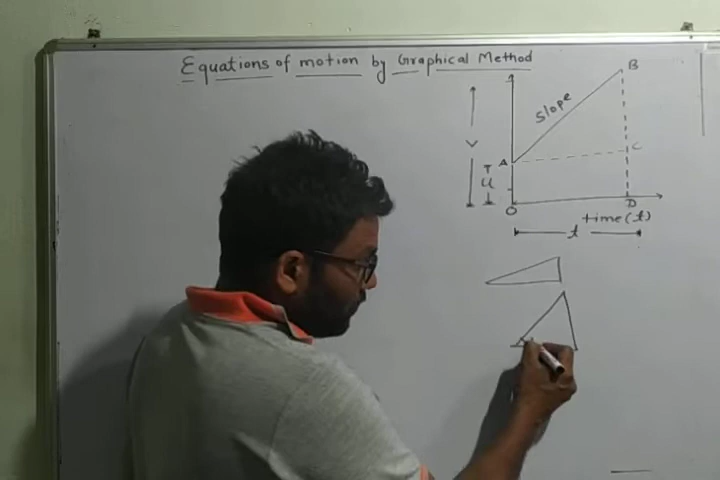 Equations of motion by Graphical Method
B
Slope
V
A
C
u
O
D
time (t)
t